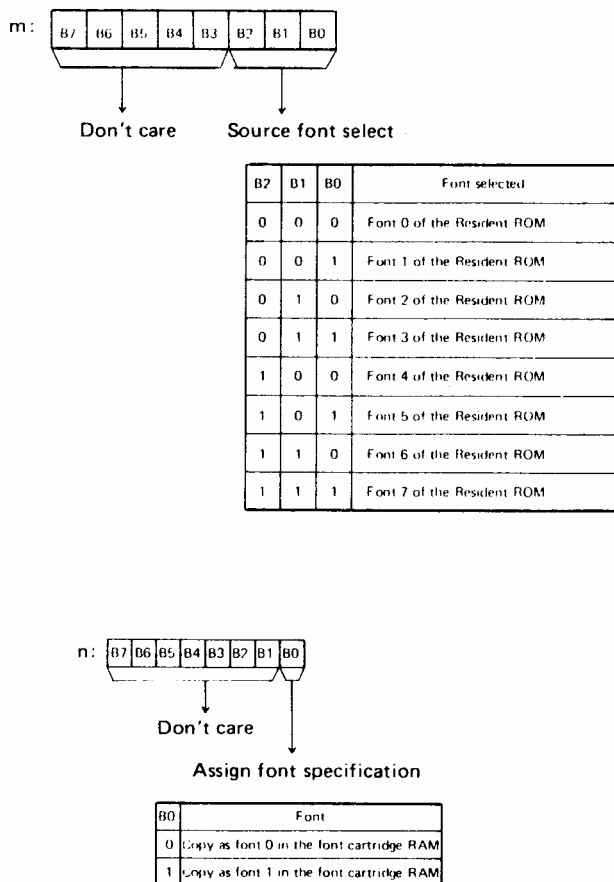 m: B7 B6 B5 B4 B3 B2 B1 B0
Don't care Source font select
B2 B1 B0 Font selected
0 0 0 Font 0 of the Resident ROM
0 0 1 Font 1 of the Resident ROM
0 1 0 Font 2 of the Resident ROM
0 1 1 Font 3 of the Resident ROM
1 0 0 Font 4 of the Resident ROM
1 0 1 Font 5 of the Resident ROM
1 1 0 Font 6 of the Resident ROM
1 1 1 Font 7 of the Resident ROM
n: B7 B6 B5 B4 B3 B2 B1 B0
Don't care
Assign font specification
B0 Font
0 Copy as font 0 in the font cartridge RAM
1 Copy as font 1 in the font cartridge RAM